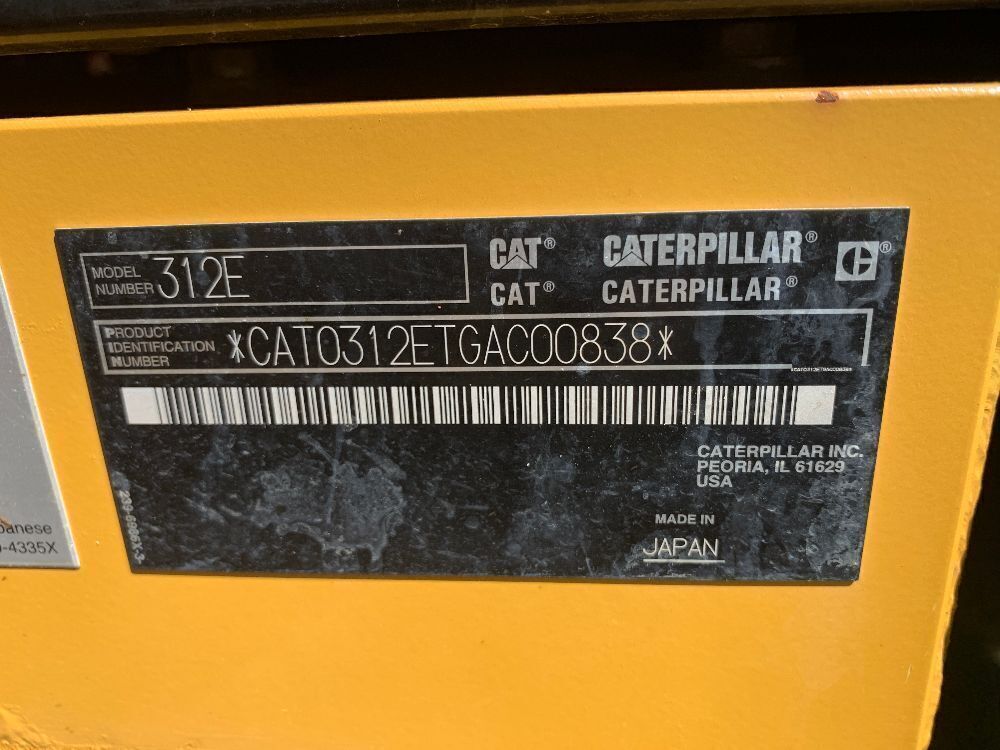 MODEL
NUMBER 312E
CAT® CATERPILLAR® ®
CAT® CATERPILLAR®
PRODUCT
IDENTIFICATION
NUMBER *CAT0312ETGAC00838*
*CAT0312ETGAC00838*
CATERPILLAR INC.
PEORIA, IL 61629
USA
MADE IN
JAPAN
-4335X